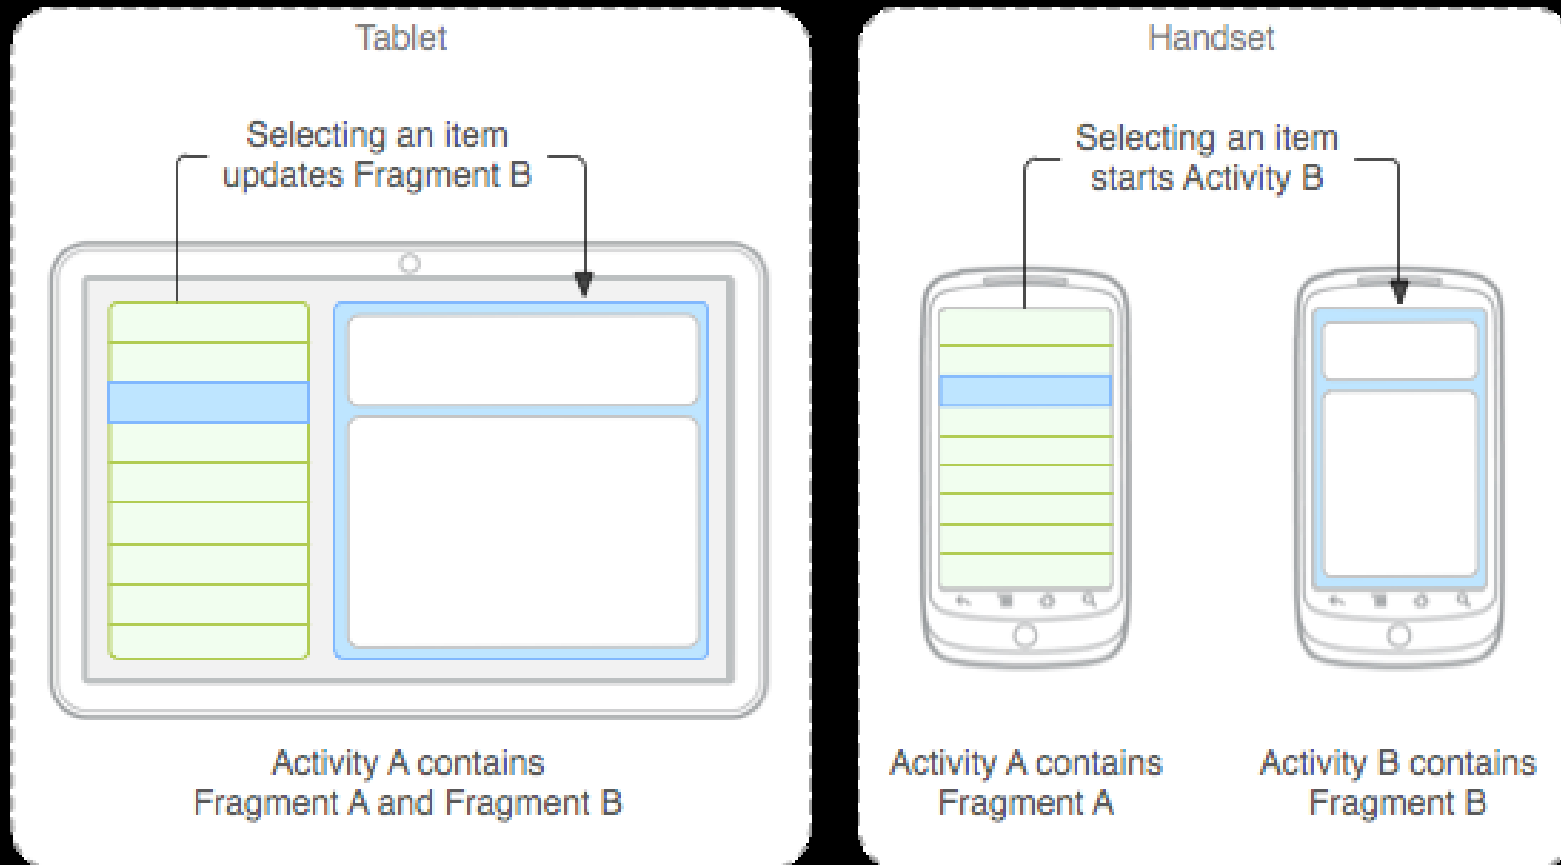 Tablet
Selecting an item
updates Fragment B
Activity A contains
Fragment A and Fragment B
Handset
Selecting an item
starts Activity B
Activity A contains
Fragment A
Activity B contains
Fragment B